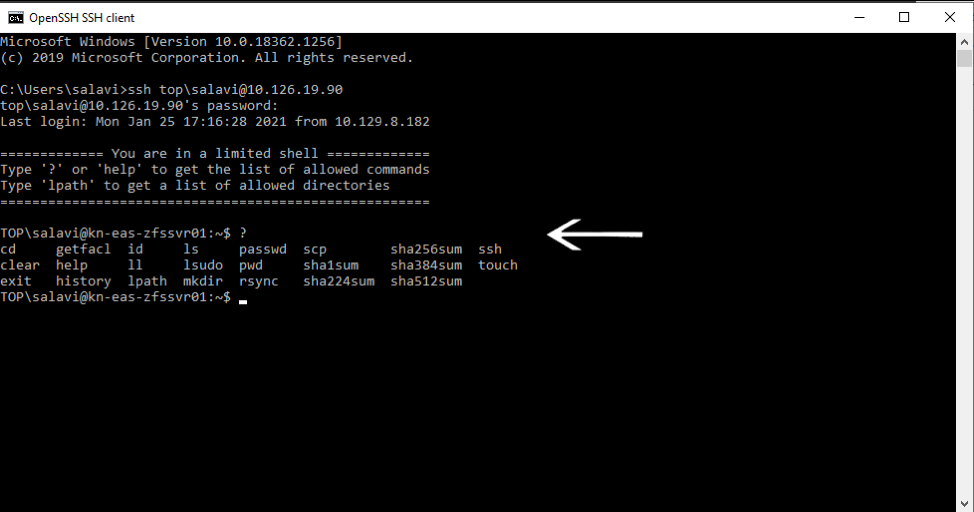 OpenSSH SSH client
Microsoft Windows [Version 10.0.18362.1256]
(c) 2019 Microsoft Corporation. All rights reserved.
C:\Users\salavi>ssh top\salavi@10.126.19.90
top\salavi@10.126.19.90's password:
Last login: Mon Jan 25 17:16:28 2021 from 10.129.8.182
============= You are in a limited shell =============
Type '?' or 'help' to get the list of allowed commands
Type 'lpath' to get a list of allowed directories
======================================================
TOP\salavi@kn-eas-zfssvr01:~$ ?
cd     getfacl  id     ls     passwd  scp        sha256sum  ssh
clear  help     ll     lsudo  pwd     sha1sum    sha384sum  touch
exit   history  lpath  mkdir  rsync   sha224sum  sha512sum
TOP\salavi@kn-eas-zfssvr01:~$